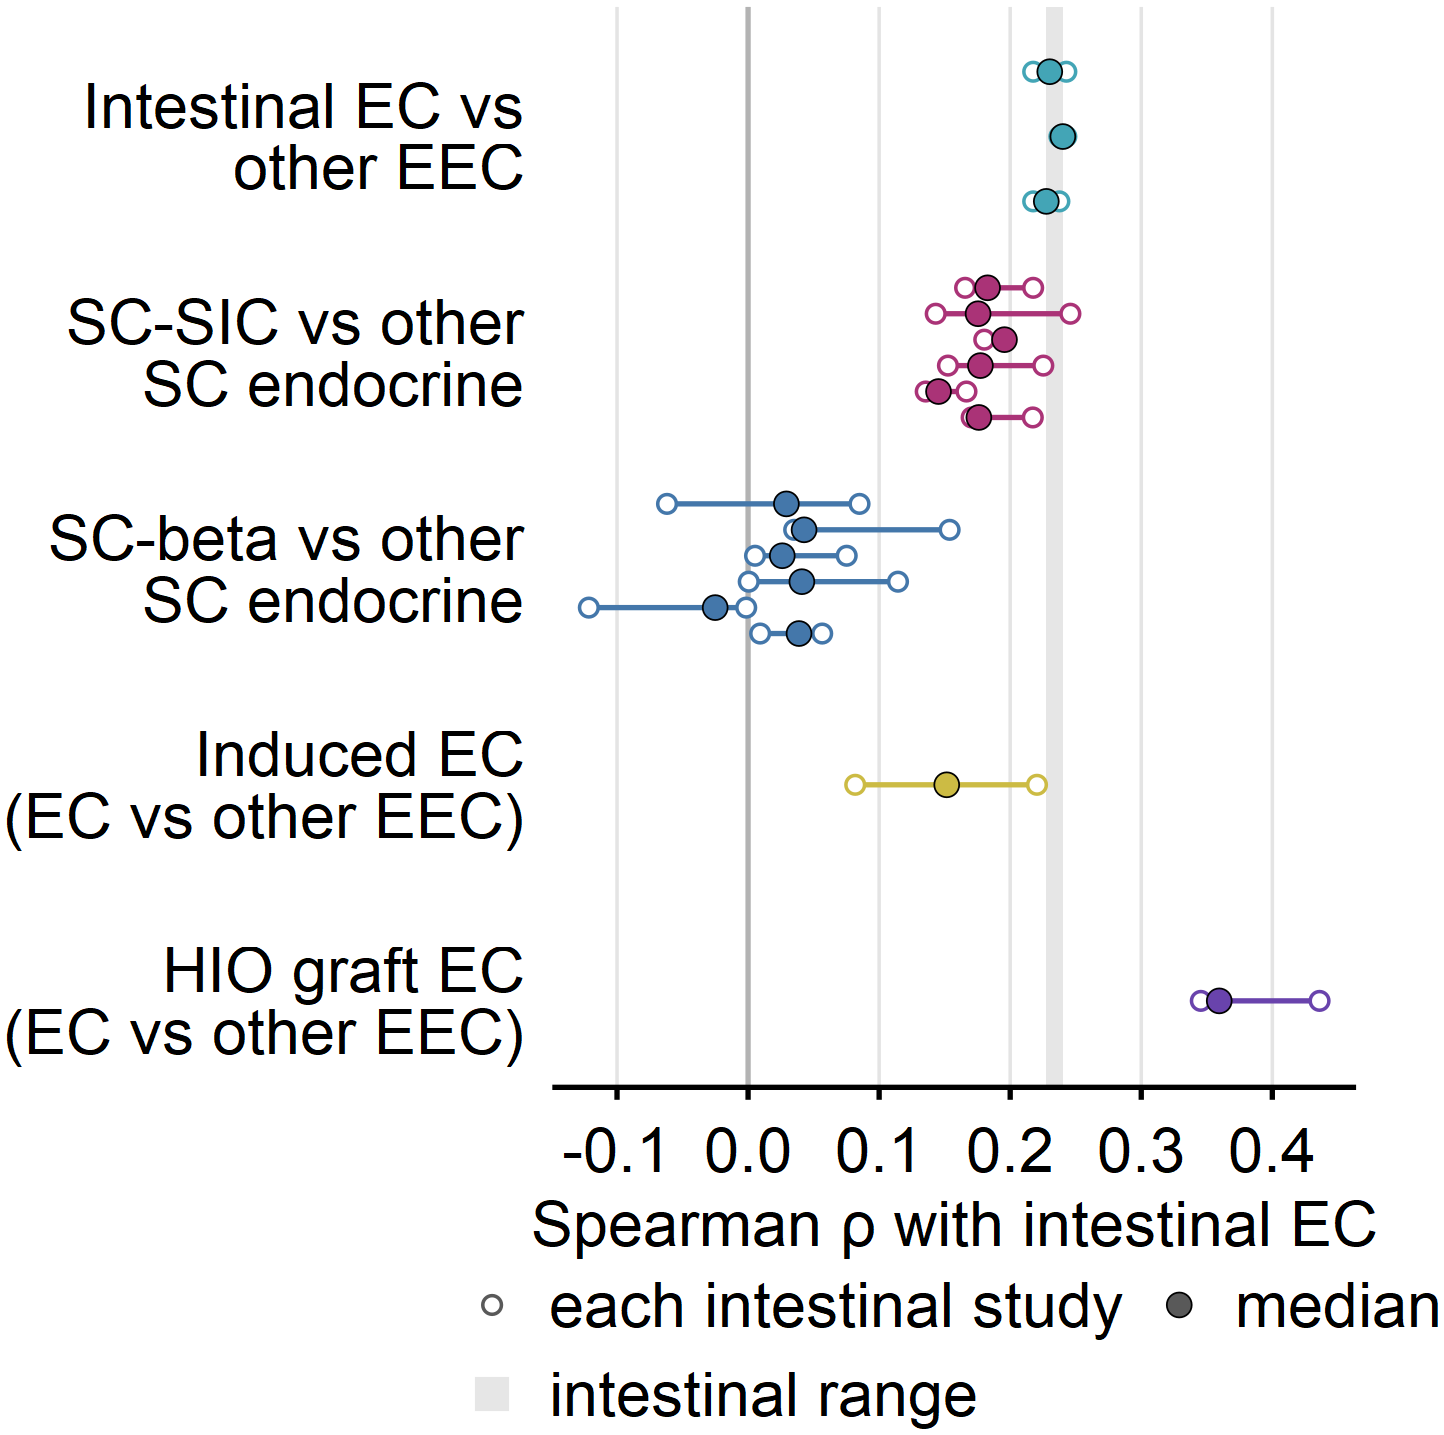 Intestinal EC vs
other EEC
SC-SIC vs other
SC endocrine
SC-beta vs other
SC endocrine
Induced EC
(EC vs other EEC)
HIO graft EC
(EC vs other EEC)
-0.1 0.0 0.1 0.2 0.3 0.4
Spearman ρ with intestinal EC
each intestinal study median
intestinal range